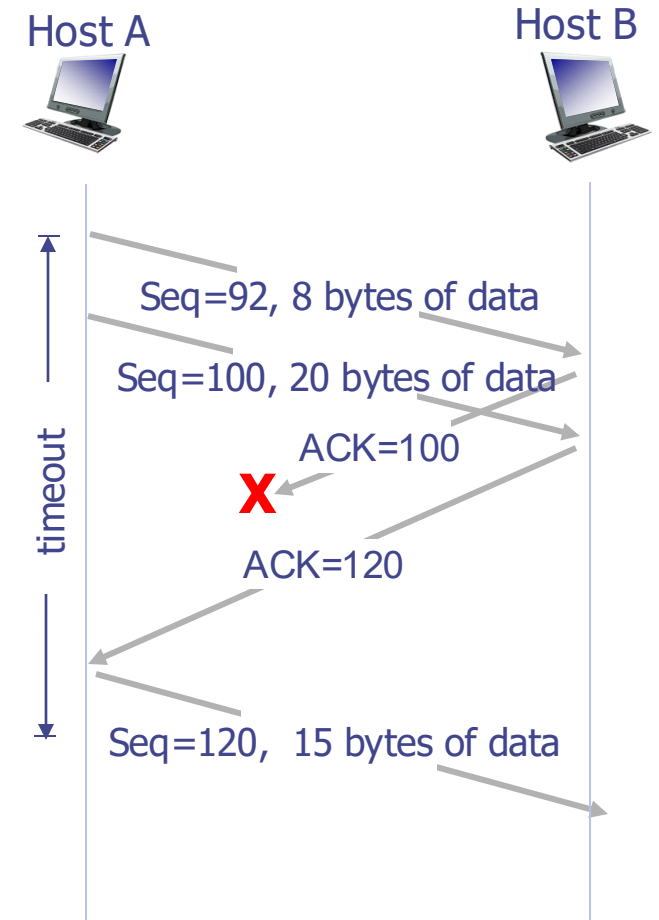 Host A
Host B
Seq=92, 8 bytes of data
Seq=100, 20 bytes of data
ACK=100
X
timeout
ACK=120
Seq=120, 15 bytes of data